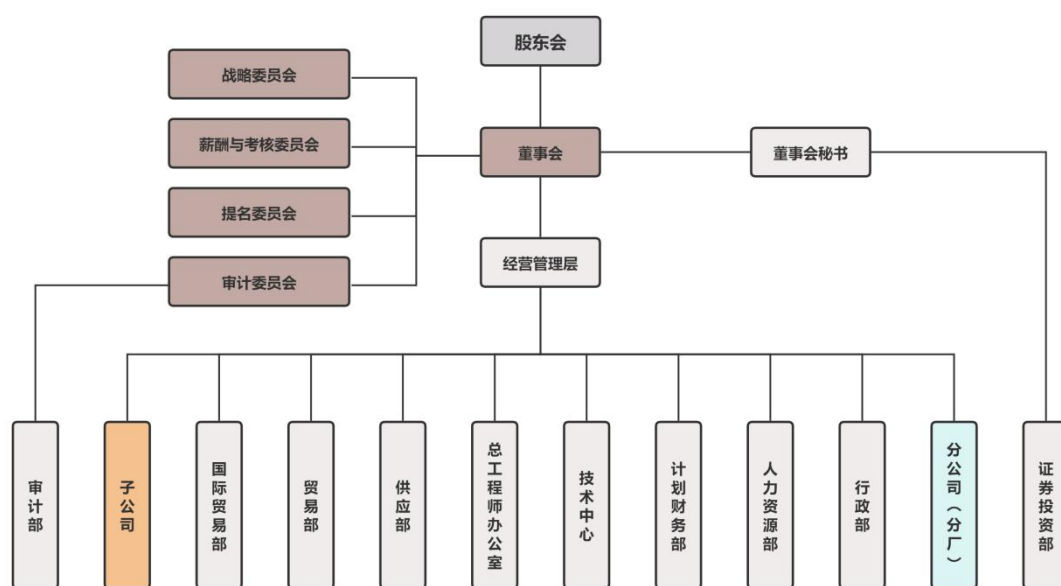 股东会
战略委员会
薪酬与考核委员会
董事会
董事会秘书
提名委员会
经营管理层
审计委员会
审计部
子公司
国际贸易部
贸易部
供应部
总工程师办公室
技术中心
计划财务部
人力资源部
行政部
分公司（分厂）
证券投资部